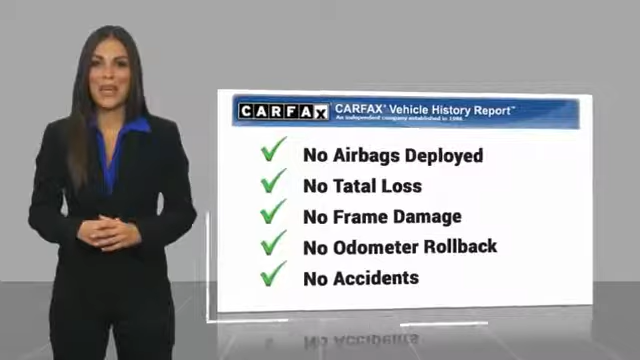 CARFAX CARFAX® Vehicle History Report™
An independent company established in 1986
No Airbags Deployed
No Tatal Loss
No Frame Damage
No Odometer Rollback
No Accidents